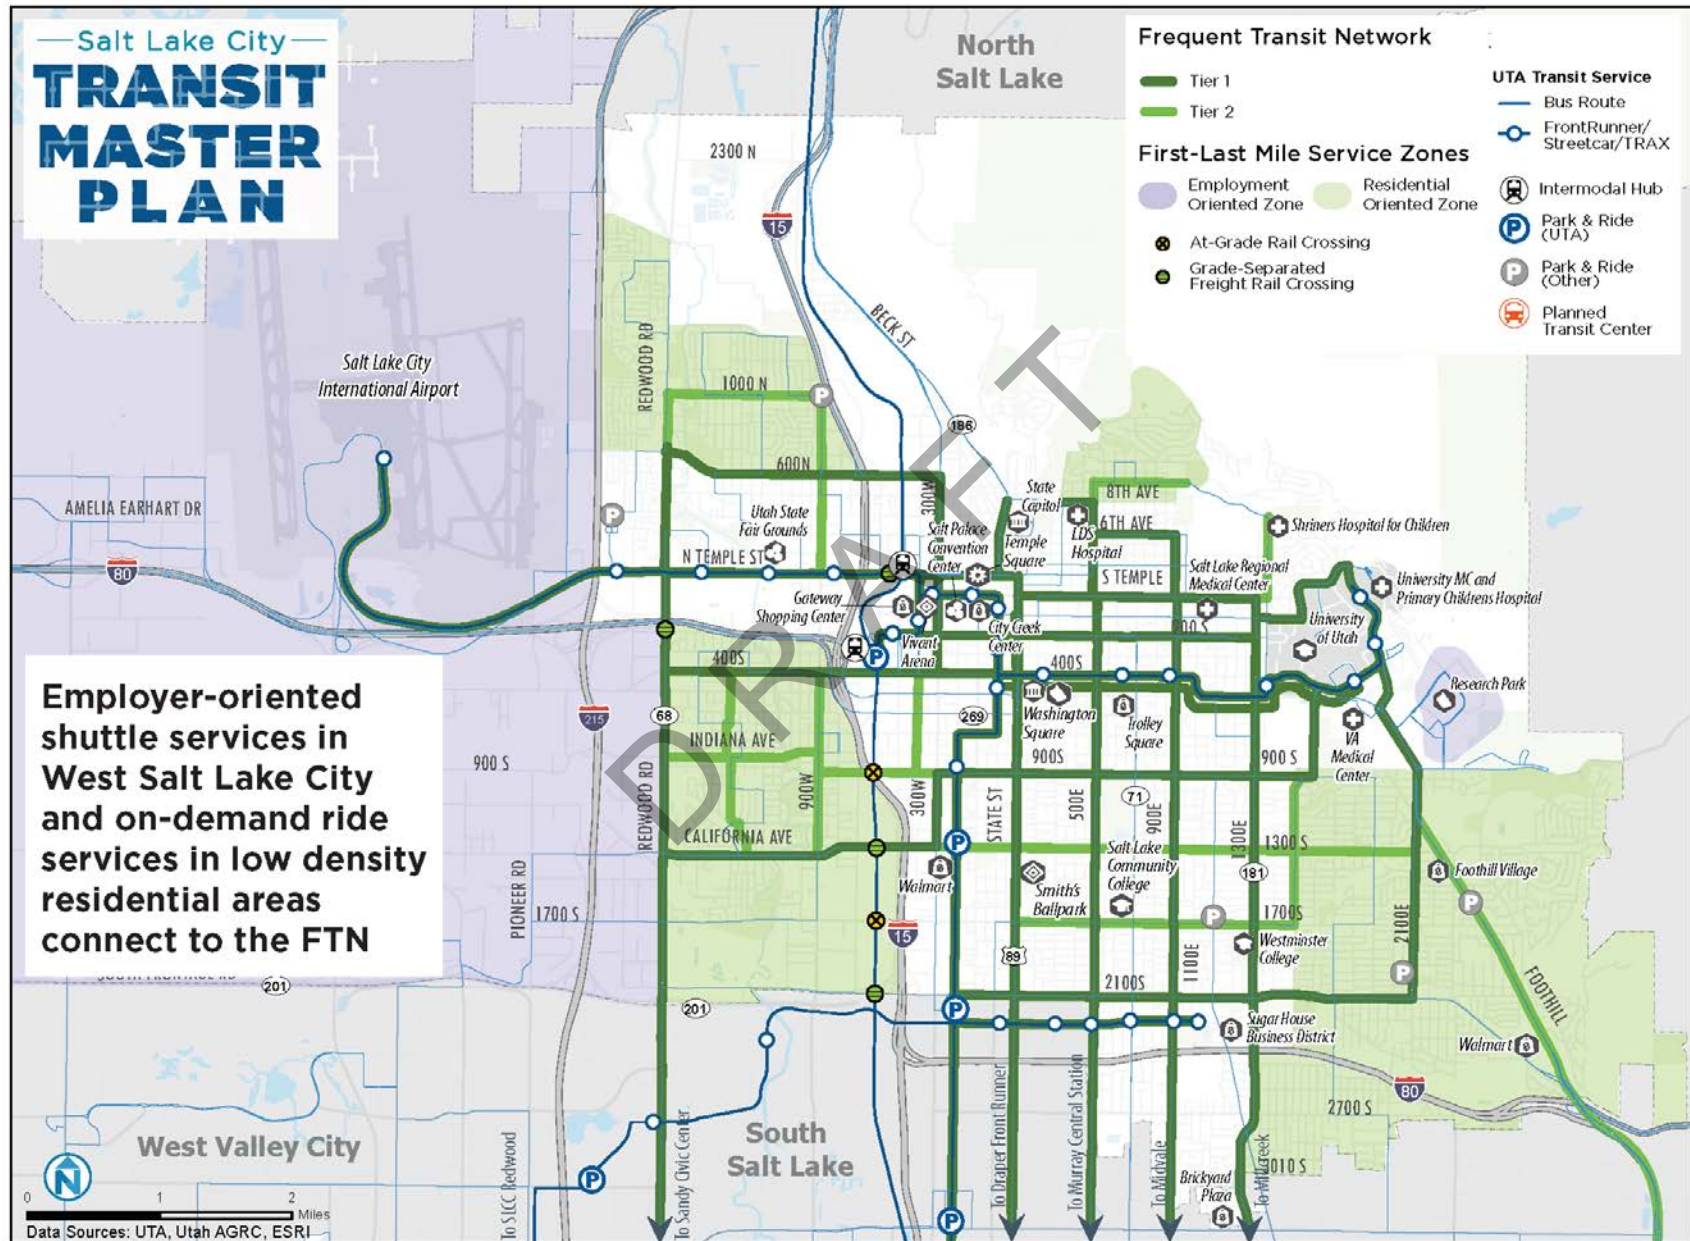 Salt Lake City
TRANSIT
MASTER
PLAN
North
Salt Lake
Frequent Transit Network
Tier 1
Tier 2
First-Last Mile Service Zones
Employment
Oriented Zone
Residential
Oriented Zone
At-Grade Rail Crossing
Grade-Separated
Freight Rail Crossing
UTA Transit Service
Bus Route
FrontRunner/
Streetcar/TRAX
Intermodal Hub
P
Park & Ride
(UTA)
P
Park & Ride
(Other)
Planned
Transit Center
2300 N
15
BECK ST
REDWOOD RD
Salt Lake City
International Airport
1000 N
P
186
600N
300W
State
Capitol
8TH AVE
6TH AVE
AMELIA EARHART DR
P
Utah State
Fair Grounds
Salt Palace
Convention
Center
Temple
Square
LDS
Hospital
Shriners Hospital for Children
80
N TEMPLE ST
S TEMPLE
Salt Lake Regional
Medical Center
University MC and
Primary Childrens Hospital
Gateway
Shopping Center
City Creek
Center
University
of Utah
Vivant
Arena
P
400S
400S
Employer-oriented
shuttle services in
West Salt Lake City
and on-demand ride
services in low density
residential areas
connect to the FTN
Research Park
215
68
269
Washington
Square
Trolley
Square
VA
Medical
Center
INDIANA AVE
900 S
900S
900 S
REDWOOD RD
900W
300W
STATE ST
500E
71
900E
1300E
CALIFORNIA AVE
P
1300 S
PIONEER RD
Walmart
Smith's
Ballpark
Salt Lake
Community
College
181
Foothill Village
P
1700 S
P
1700S
2100E
15
89
1100E
Westminster
College
P
FOOTHILL
201
201
P
2100S
Sugar House
Business District
Walmart
80
2700 S
West Valley City
South
Salt Lake
P
To SLCC Redwood
To Sandy Civic Center
To Draper Front Runner
To Murray Central Station
To Midvale
To Millcreek
3010 S
Brickyard
Plaza
P
N
0 1 2
Miles
Data Sources: UTA, Utah AGRC, ESRI
DRAFT